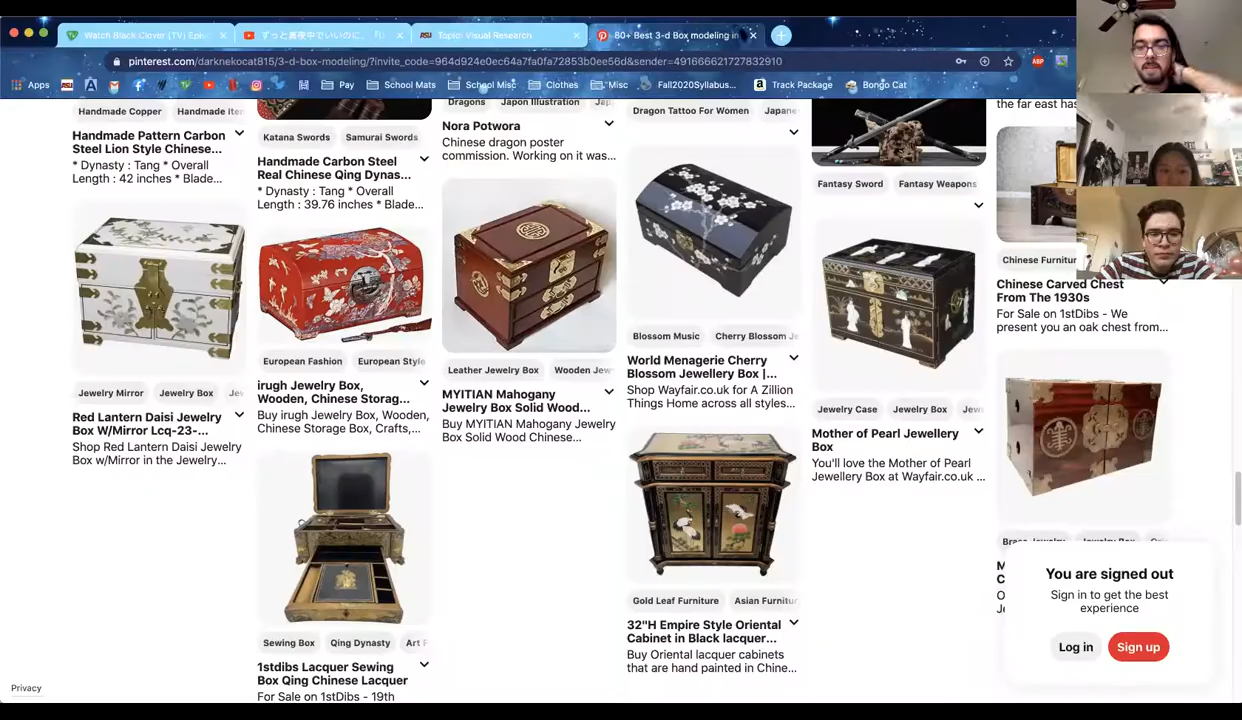 Watch Black Clover (TV) Epis
ずっと真夜中でいいのに。
ASU
Topic: Visual Research
80+ Best 3-d Box modeling in
pinterest.com/darknekocat815/3-d-box-modeling/?invite_code=964d924e0ec64a7fa0fa72853b0ee56d&sender=491666621727832910
ABP
Apps
Pay
School Mats
School Misc
Clothes
Misc
Fall2020Syllabus...
Track Package
Bongo Cat
Handmade Copper
Handmade Iten
Handmade Pattern Carbon
Steel Lion Style Chinese...
* Dynasty : Tang * Overall
Length : 42 inches * Blade...
Jewelry Mirror
Jewelry Box
Red Lantern Daisi Jewelry
Box W/Mirror Lcq-23-...
Shop Red Lantern Daisi Jewelry
Box w/Mirror in the Jewelry...
Katana Swords
Samurai Swords
Handmade Carbon Steel
Real Chinese Qing Dynas...
* Dynasty : Tang * Overall
Length : 39.76 inches * Blade...
European Fashion
European Style
irugh Jewelry Box,
Wooden, Chinese Storag...
Buy irugh Jewelry Box, Wooden,
Chinese Storage Box, Crafts,...
Sewing Box
Qing Dynasty
Art F
1stdibs Lacquer Sewing
Box Qing Chinese Lacquer
For Sale on 1stDibs - 19th
Dragons
Japon Illustration
Nora Potwora
Chinese dragon poster
commission. Working on it was...
Leather Jewelry Box
Wooden Jew
MYITIAN Mahogany
Jewelry Box Solid Wood...
Buy MYITIAN Mahogany Jewelry
Box Solid Wood Chinese...
Dragon Tattoo For Women
Japane
Blossom Music
Cherry Blossom Je
World Menagerie Cherry
Blossom Jewellery Box |...
Shop Wayfair.co.uk for A Zillion
Things Home across all styles...
Gold Leaf Furniture
Asian Furnitur
32"H Empire Style Oriental
Cabinet in Black lacquer...
Buy Oriental lacquer cabinets
that are hand painted in Chine...
Fantasy Sword
Fantasy Weapons
Jewelry Case
Jewelry Box
Jew
Mother of Pearl Jewellery
Box
You'll love the Mother of Pearl
Jewellery Box at Wayfair.co.uk ...
the far east has
Chinese Furnitur
Chinese Carved Chest
From The 1930s
For Sale on 1stDibs - We
present you an oak chest from...
You are signed out
Sign in to get the best
experience
Log in
Sign up
Privacy